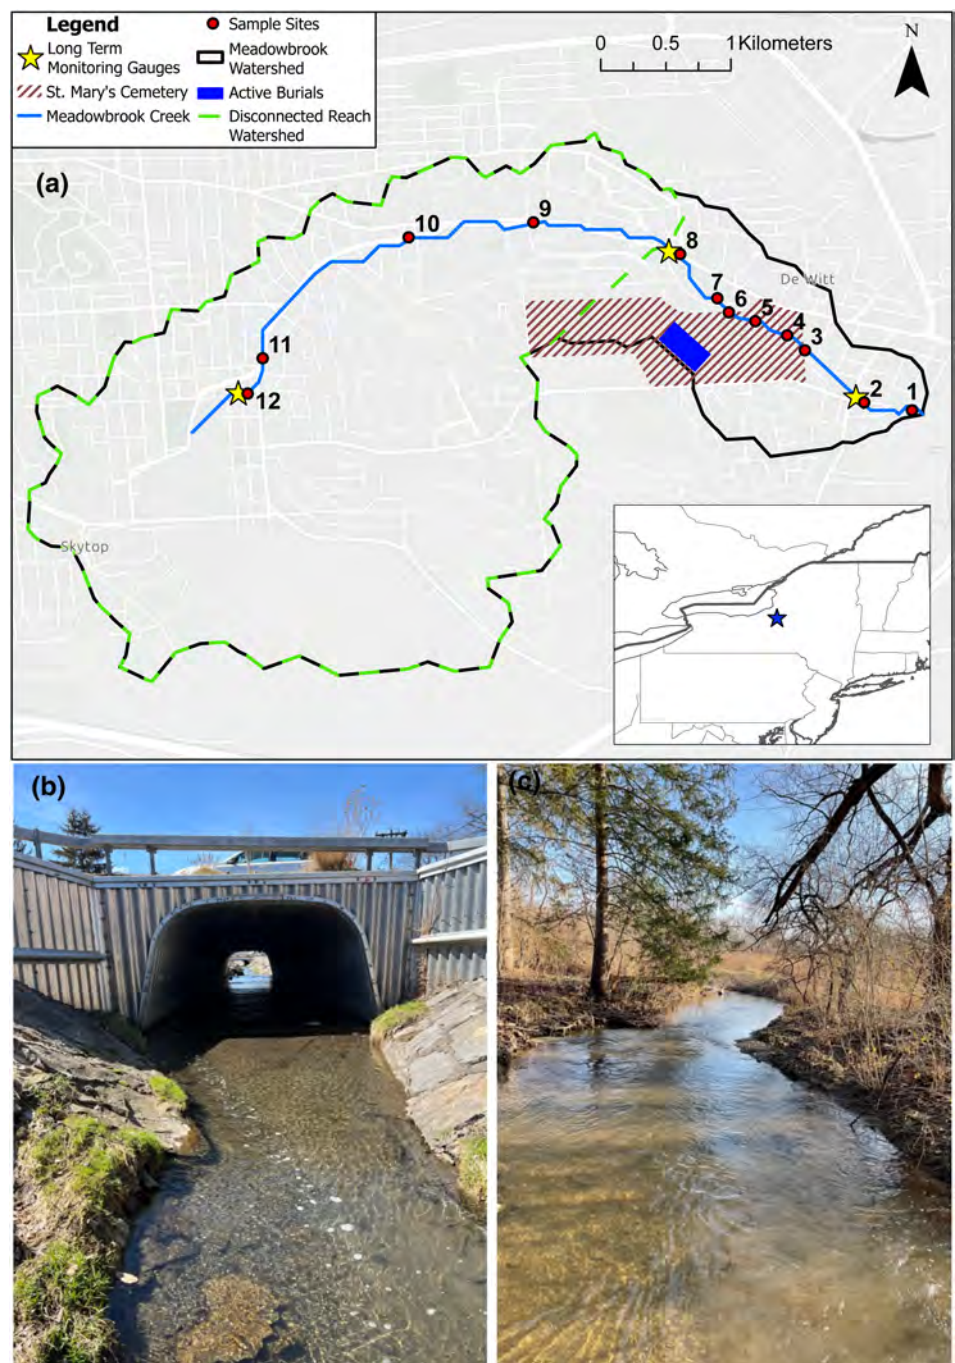 Legend
Long Term
Monitoring Gauges
St. Mary's Cemetery
Meadowbrook Creek
Sample Sites
Meadowbrook
Watershed
Active Burials
Disconnected Reach
Watershed
0 0.5 1 Kilometers
N
(a)
10
9
8
7
6
5
4
3
De Witt
11
12
2
1
Skytop
(b)
(c)